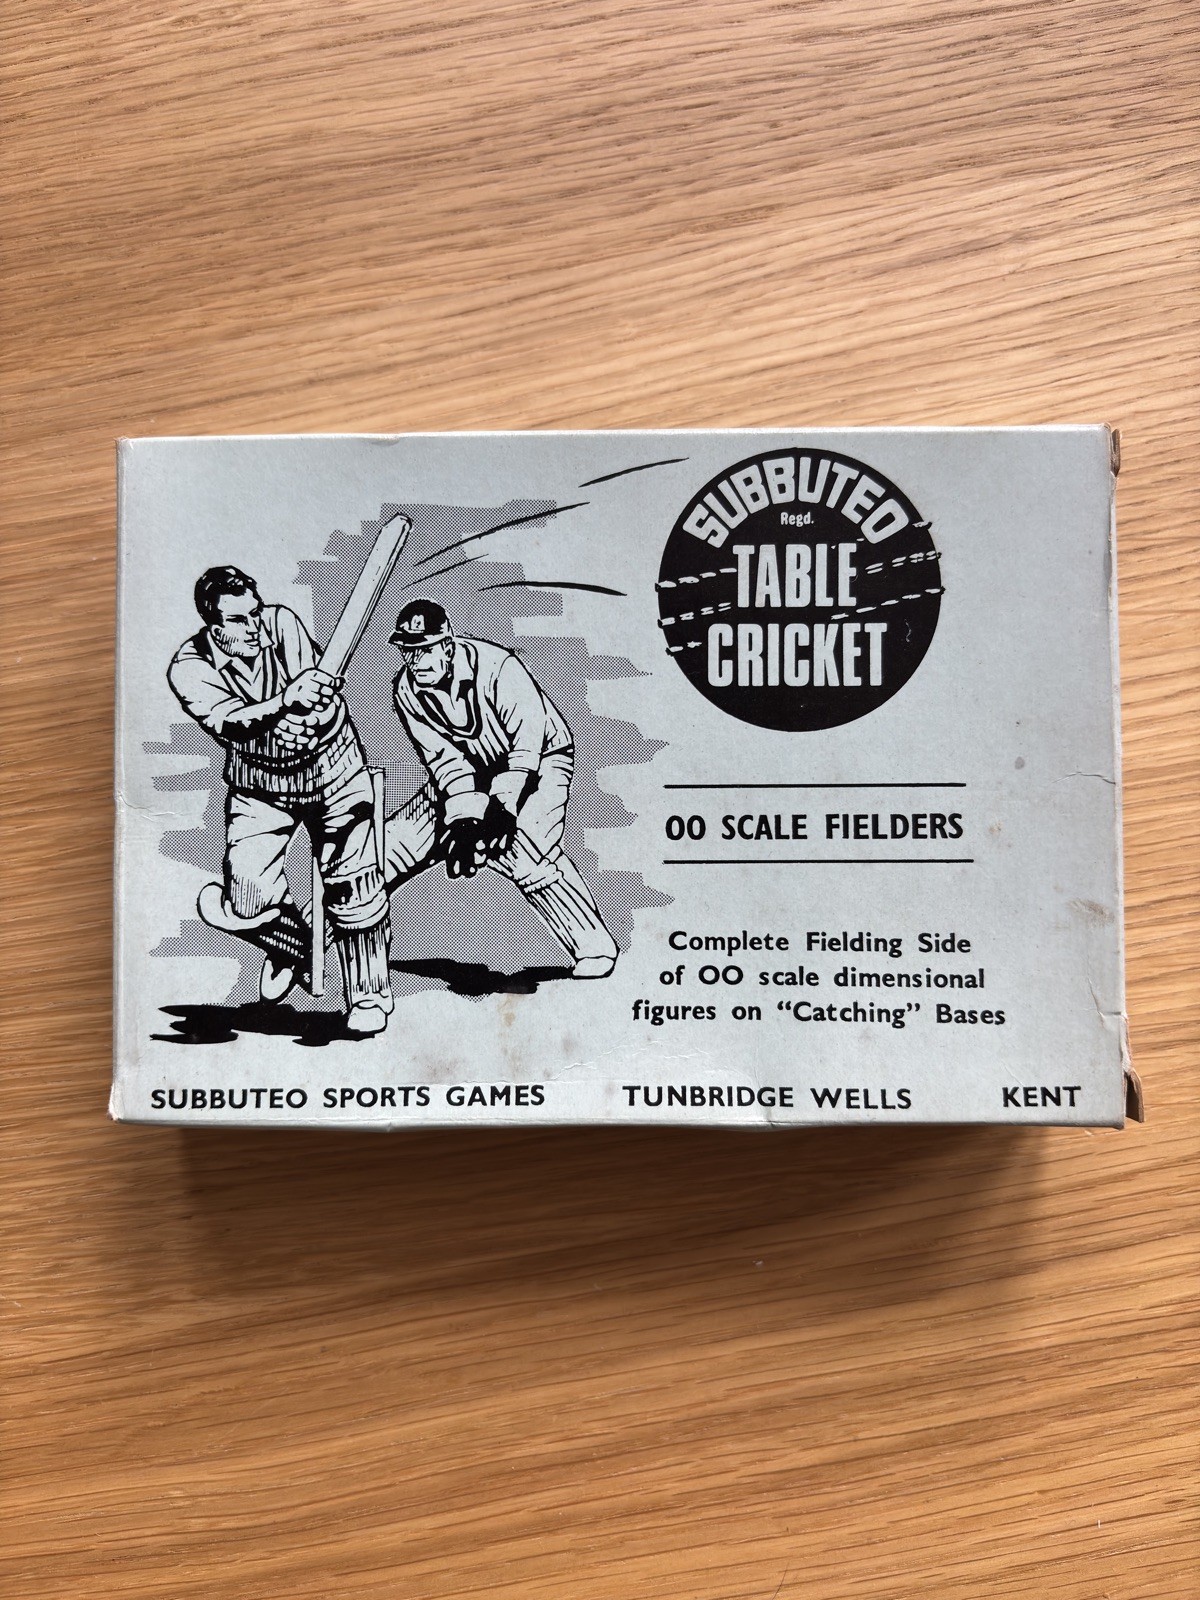 SUBBUTEO
Regd.
TABLE
CRICKET
OO SCALE FIELDERS
Complete Fielding Side
of OO scale dimensional
figures on “Catching” Bases
SUBBUTEO SPORTS GAMES TUNBRIDGE WELLS KENT